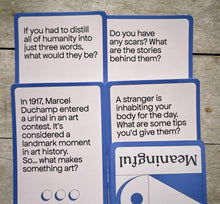 If you had to distill
all of humanity into
just three words,
what would they be?
Do you have
any scars? What
are the stories
behind them?
In 1917, Marcel
Duchamp entered
a urinal in an art
contest. It's
considered a
landmark moment
in art history.
So... what makes
something art?
A stranger is
inhabiting your
body for the day.
What are some tips
you'd give them?
Meaningful